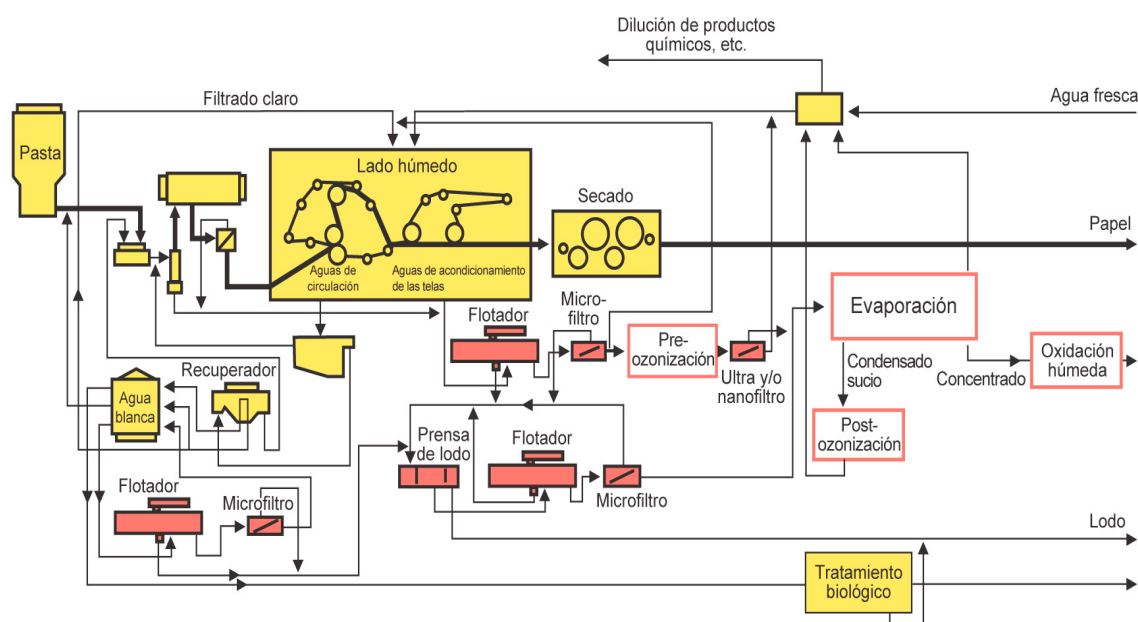 Dilución de productos
químicos, etc.
Filtrado claro
Agua fresca
Pasta
Lado húmedo
Secado
Papel
Aguas de
circulación
Aguas de acondicionamiento
de las telas
Flotador
Micro-
filtro
Pre-
ozonización
Ultra y/o
nanofiltro
Evaporación
Condensado
sucio
Concentrado
Oxidación
húmeda
Post-
ozonización
Recuperador
Agua
blanca
Prensa
de lodo
Flotador
Microfiltro
Flotador
Microfiltro
Lodo
Tratamiento
biológico